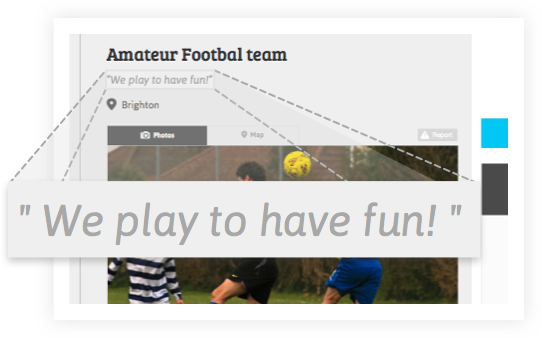 Amateur Footbal team
"We play to have fun!"
Brighton
Photos
Map
Report
" We play to have fun! "